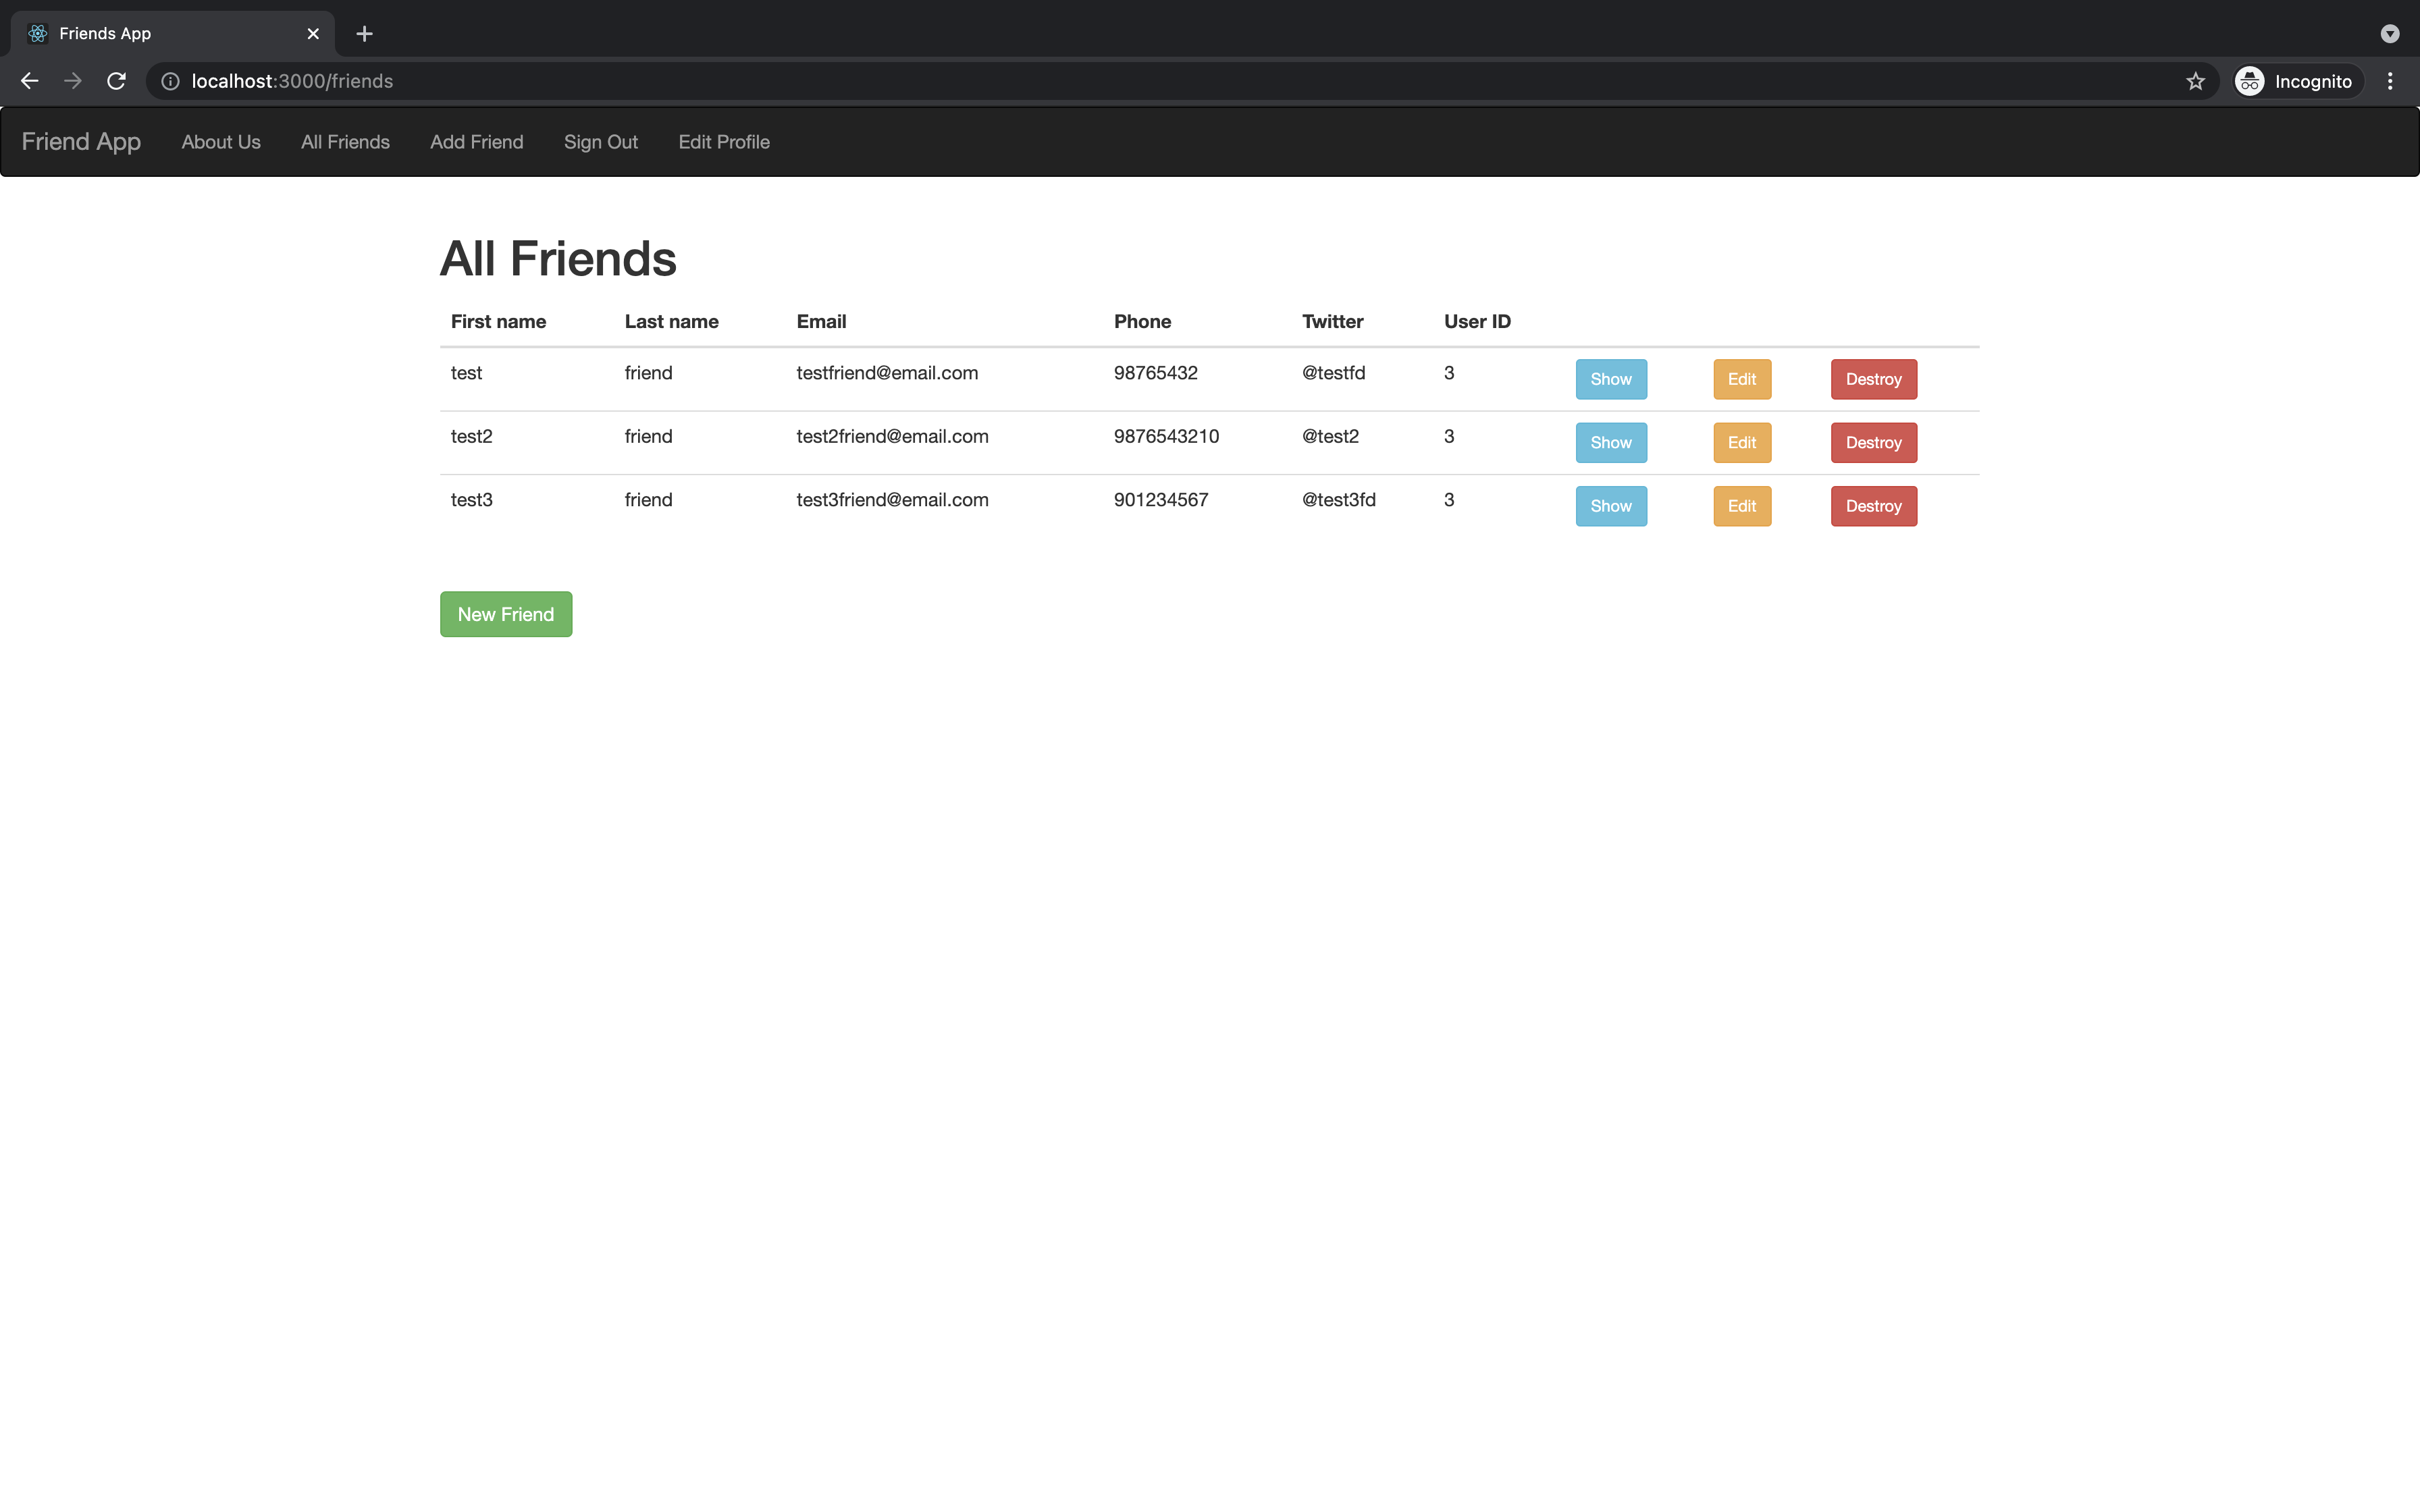 Friends App
localhost:3000/friends
Incognito
Friend App About Us All Friends Add Friend Sign Out Edit Profile
All Friends
First name Last name Email Phone Twitter User ID
test friend testfriend@email.com 98765432 @testfd 3 Show Edit Destroy
test2 friend test2friend@email.com 9876543210 @test2 3 Show Edit Destroy
test3 friend test3friend@email.com 901234567 @test3fd 3 Show Edit Destroy
New Friend